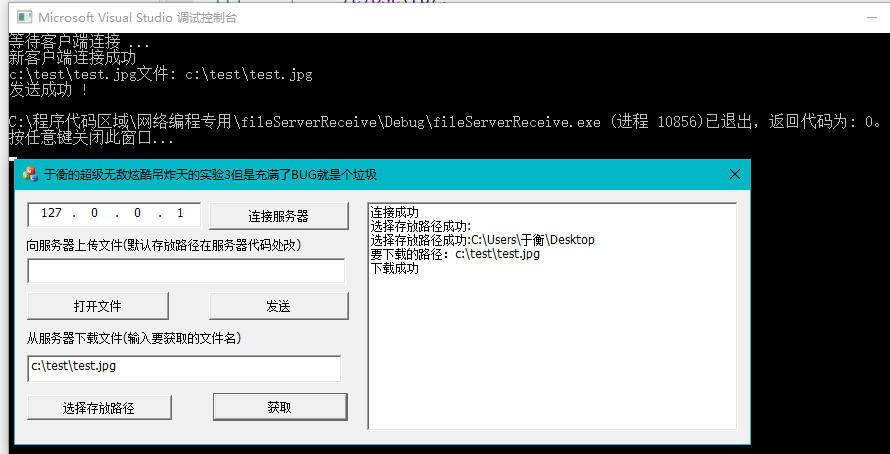 Microsoft Visual Studio 调试控制台
等待客户端连接 ...
新客户端连接成功
c:\test\test.jpg文件: c:\test\test.jpg
发送成功 !
C:\程序代码区域\网络编程专用\fileServerReceive\Debug\fileServerReceive.exe (进程 10856)已退出，返回代码为: 0。
按任意键关闭此窗口...
于衡的超级无敌炫酷吊炸天的实验3但是充满了BUG就是个垃圾
127 . 0 . 0 . 1
连接服务器
向服务器上传文件(默认存放路径在服务器代码处改)
打开文件
发送
从服务器下载文件(输入要获取的文件名)
c:\test\test.jpg
选择存放路径
获取
连接成功
选择存放路径成功:
选择存放路径成功:C:\Users\于衡\Desktop
要下载的路径：c:\test\test.jpg
下载成功